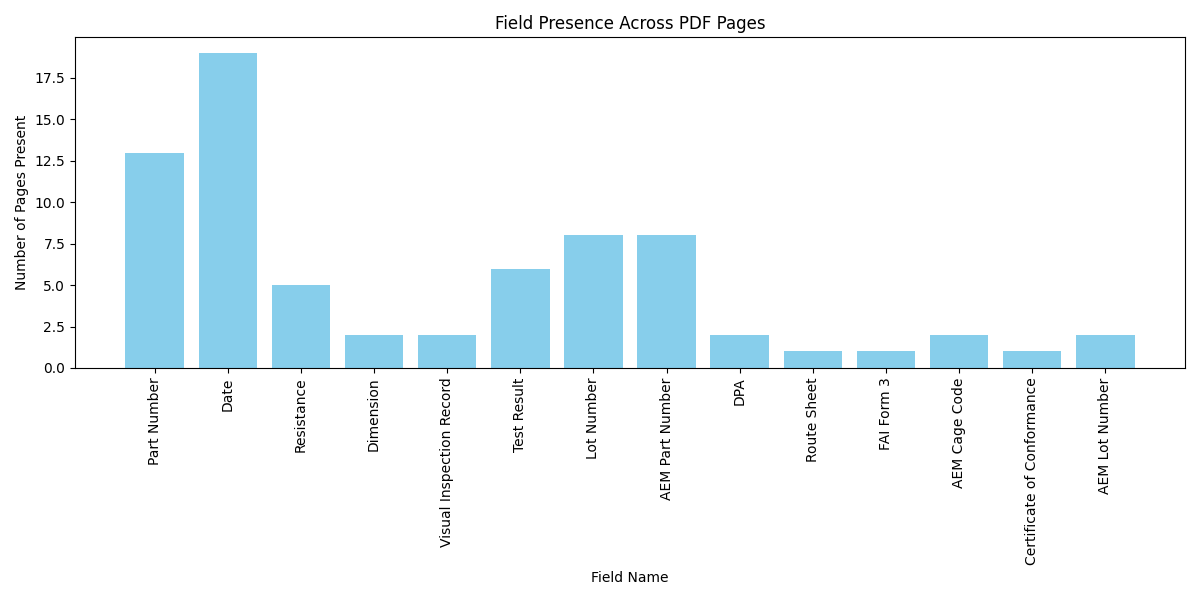 Field Presence Across PDF Pages
Number of Pages Present
17.5
15.0
12.5
10.0
7.5
5.0
2.5
0.0
Part Number
Date
Resistance
Dimension
Visual Inspection Record
Test Result
Lot Number
AEM Part Number
DPA
Route Sheet
FAI Form 3
AEM Cage Code
Certificate of Conformance
AEM Lot Number
Field Name